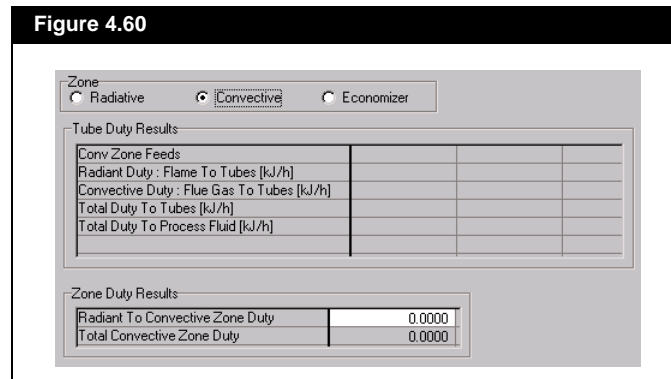 Figure 4.60
Zone
Radiative Convective Economizer
Tube Duty Results
Conv Zone Feeds
Radiant Duty : Flame To Tubes [kJ/h]
Convective Duty : Flue Gas To Tubes [kJ/h]
Total Duty To Tubes [kJ/h]
Total Duty To Process Fluid [kJ/h]
Zone Duty Results
Radiant To Convective Zone Duty 0.0000
Total Convective Zone Duty 0.0000